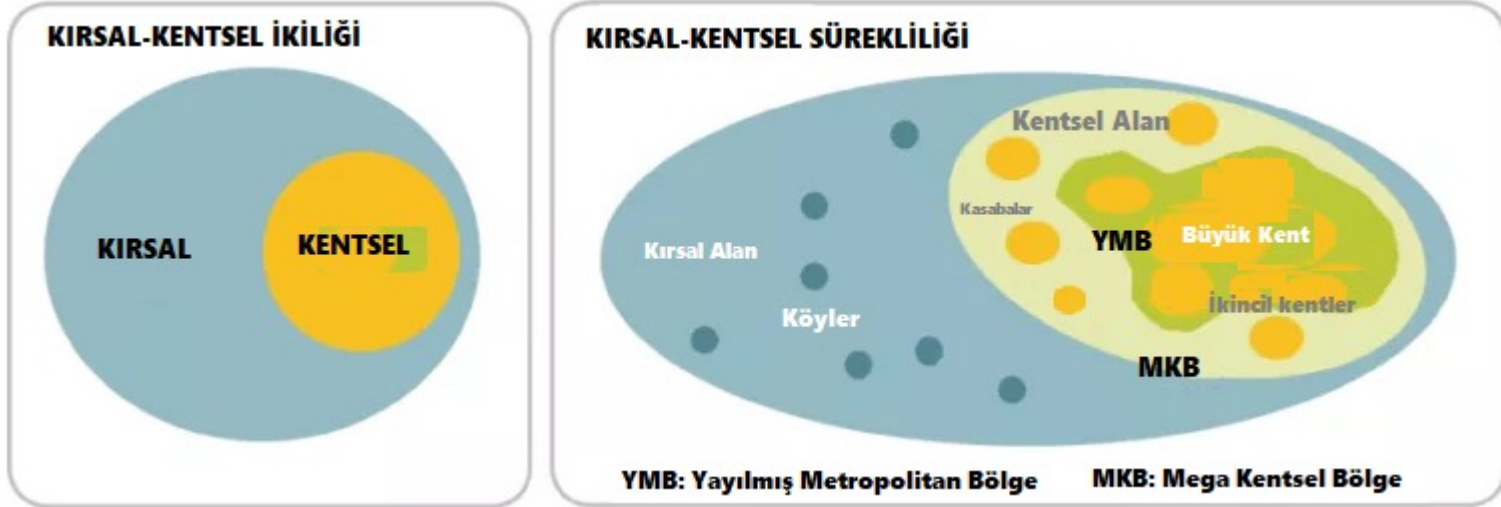 KIRSAL-KENTSEL İKİLİĞİ
KIRSAL
KENTSEL
KIRSAL-KENTSEL SÜREKLİLİĞİ
Kentsel Alan
Kasabalar
YMB
Büyük Kent
Kırsal Alan
Köyler
İkincil kentler
MKB
YMB: Yayılmış Metropolitan Bölge
MKB: Mega Kentsel Bölge